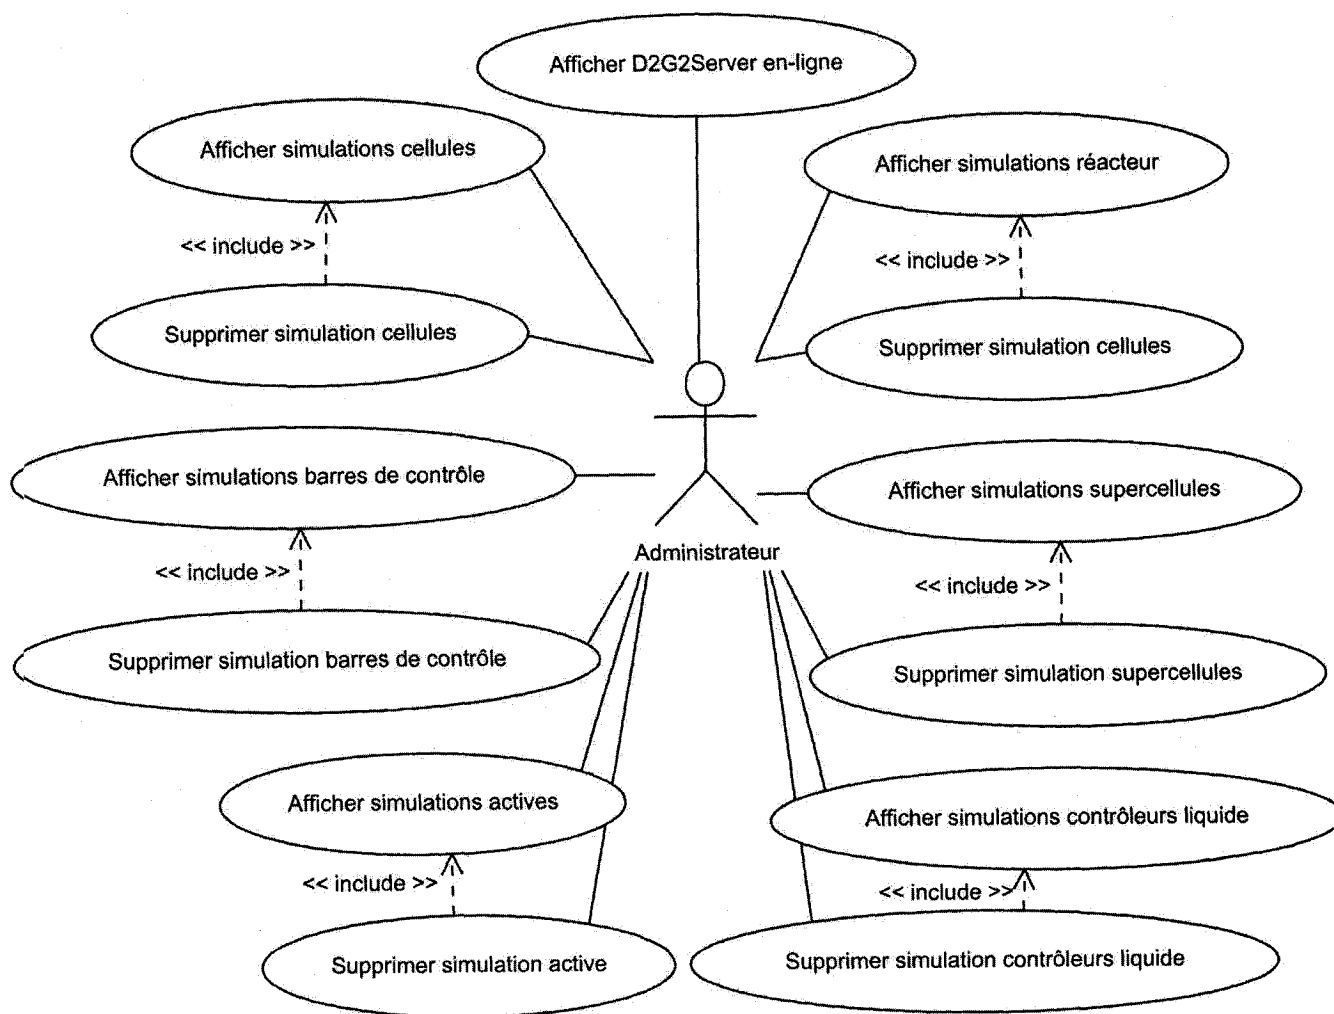 Afficher D2G2Server en-ligne
Afficher simulations cellules
Afficher simulations réacteur
<< include >>
<< include >>
Supprimer simulation cellules
Supprimer simulation cellules
Afficher simulations barres de contrôle
Afficher simulations supercellules
Administrateur
<< include >>
<< include >>
Supprimer simulation barres de contrôle
Supprimer simulation supercellules
Afficher simulations actives
Afficher simulations contrôleurs liquide
<< include >>
<< include >>
Supprimer simulation active
Supprimer simulation contrôleurs liquide